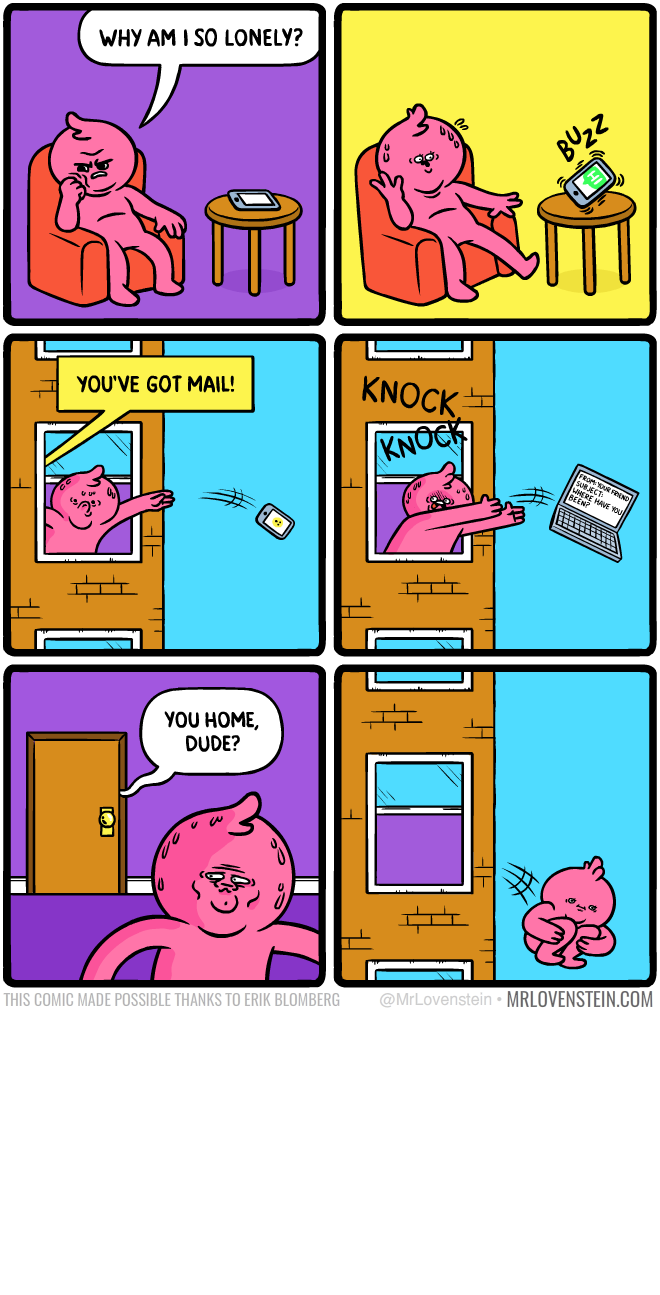 WHY AM I SO LONELY?
BUZZ
HI
YOU'VE GOT MAIL!
KNOCK
KNOCK
FROM: YOUR FRIEND
SUBJECT:
WHERE HAVE YOU
BEEN?
YOU HOME,
DUDE?
THIS COMIC MADE POSSIBLE THANKS TO ERIK BLOMBERG
@MrLovenstein • MRLOVENSTEIN.COM